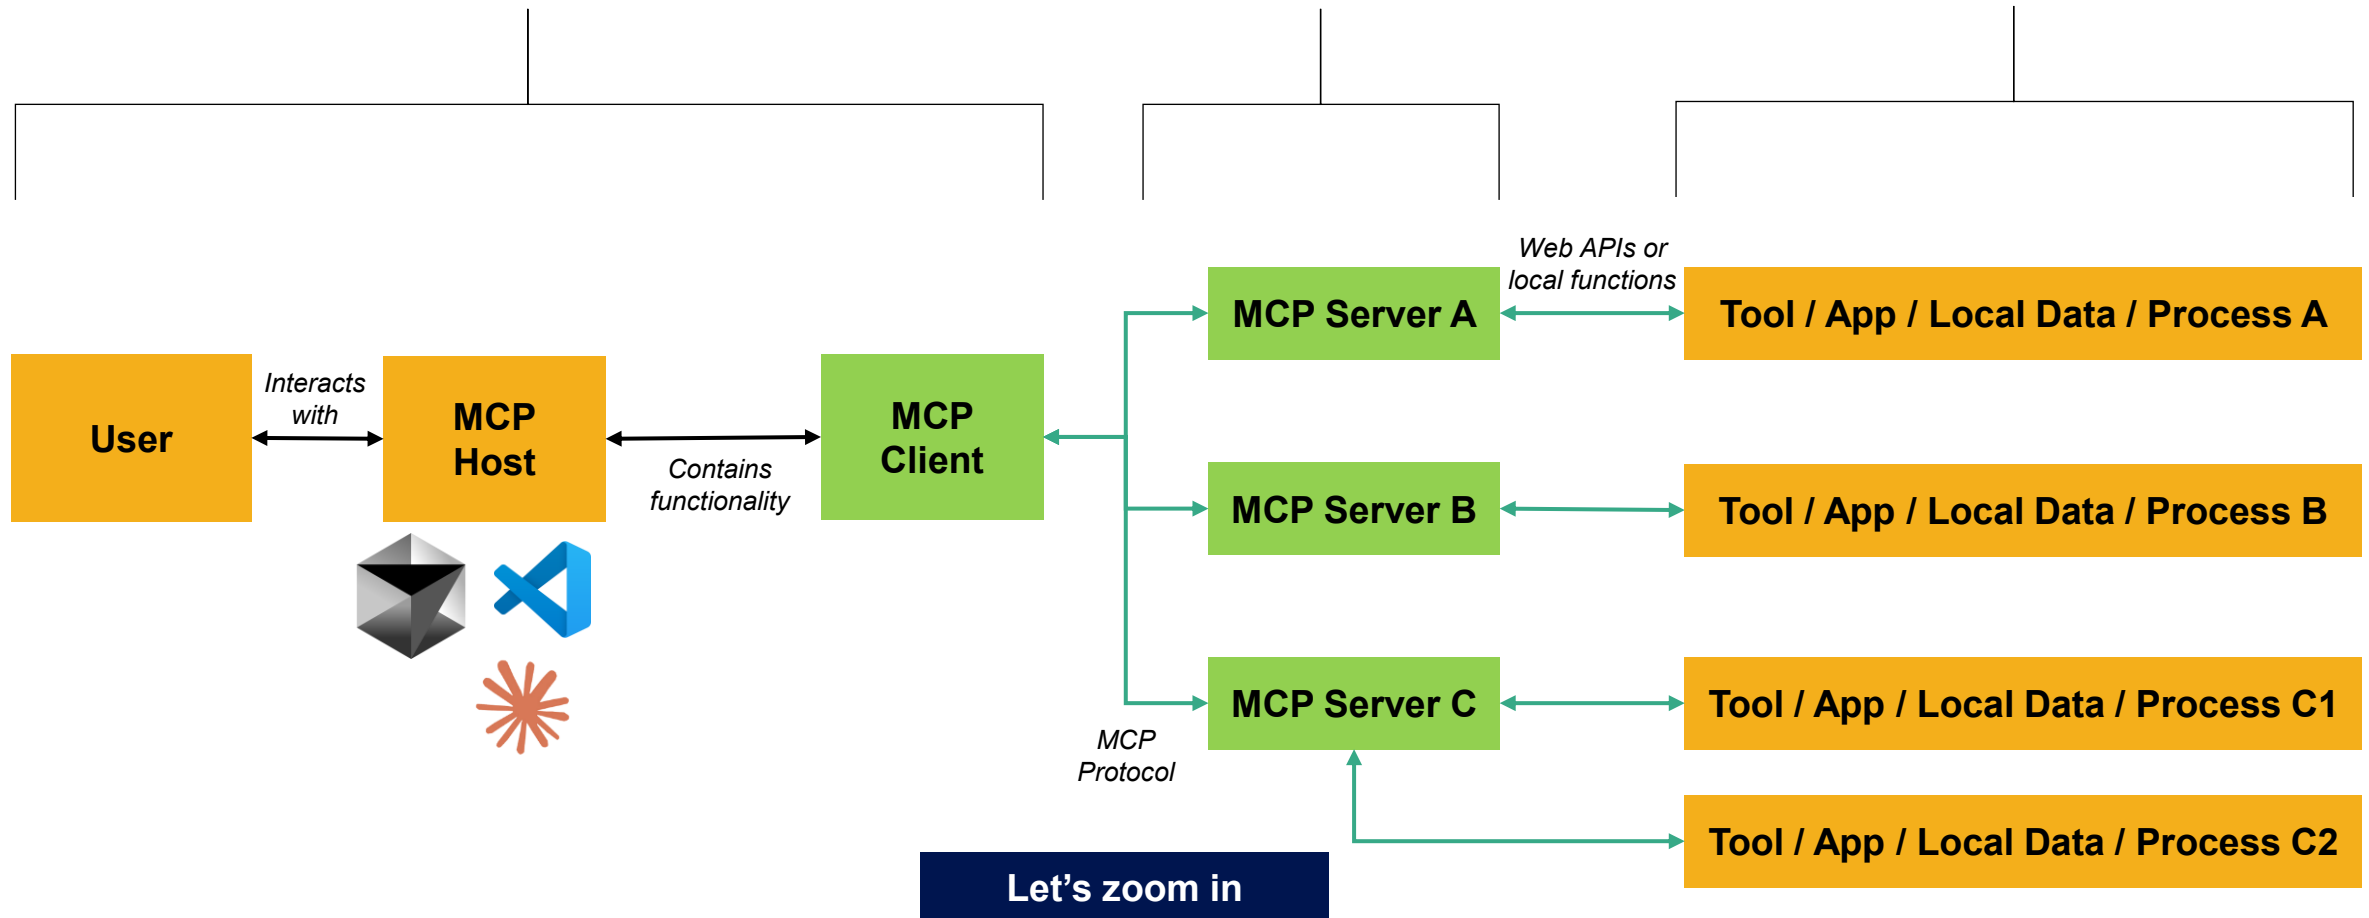 Web APIs or
local functions
MCP Server A
Tool / App / Local Data / Process A
User
Interacts
with
MCP
Host
Contains
functionality
MCP
Client
MCP Server B
Tool / App / Local Data / Process B
MCP Server C
Tool / App / Local Data / Process C1
MCP
Protocol
Tool / App / Local Data / Process C2
Let’s zoom in